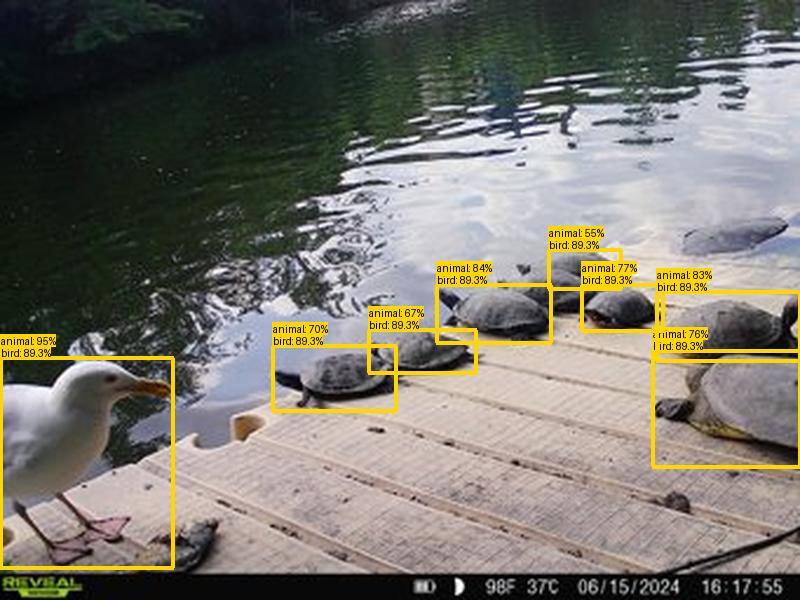 animal: 55%
bird: 89.3%
animal: 84%
bird: 89.3%
animal: 77%
bird: 89.3%
animal: 83%
bird: 89.3%
animal: 67%
bird: 89.3%
animal: 70%
bird: 89.3%
animal: 76%
bird: 89.3%
animal: 95%
bird: 89.3%
REVEAL
98F 37C 06/15/2024 16:17:55